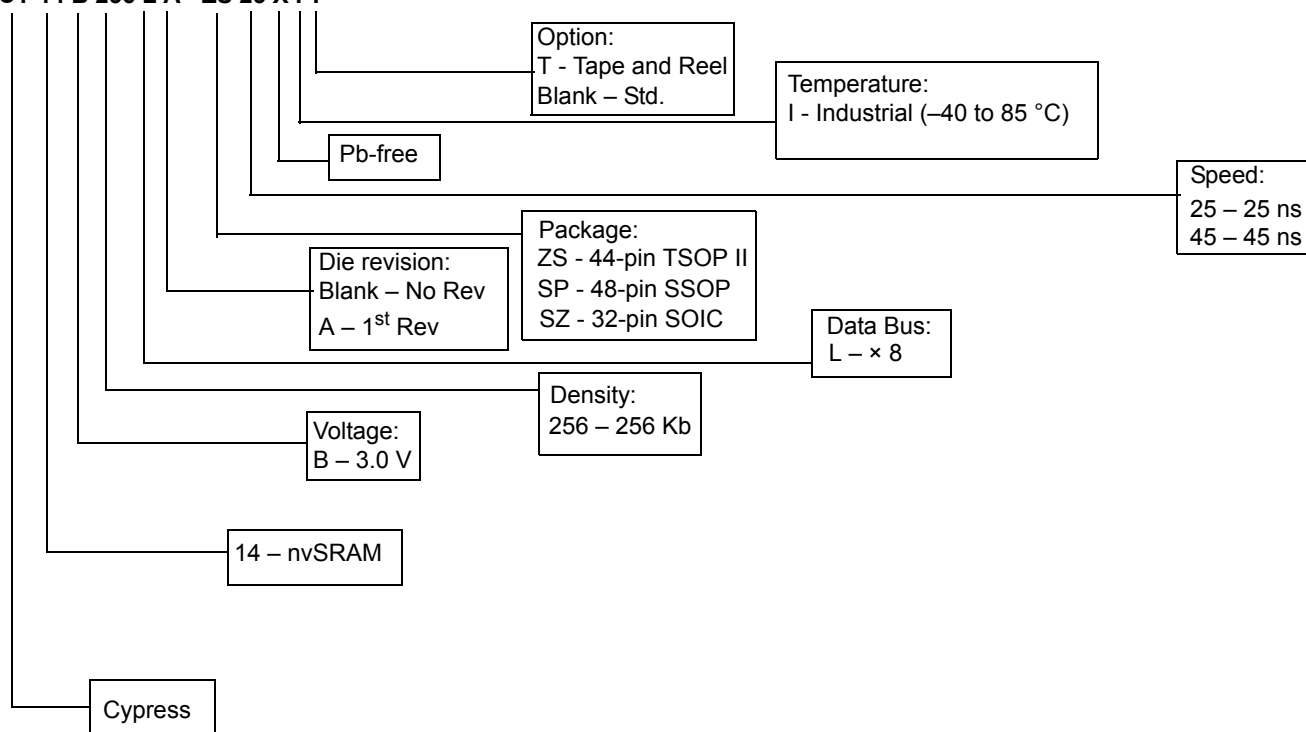 Option:
T - Tape and Reel
Blank – Std.
Temperature:
I - Industrial (–40 to 85 °C)
Pb-free
Speed:
25 – 25 ns
45 – 45 ns
Package:
ZS - 44-pin TSOP II
SP - 48-pin SSOP
SZ - 32-pin SOIC
Die revision:
Blank – No Rev
A – 1st Rev
Data Bus:
L – × 8
Density:
256 – 256 Kb
Voltage:
B – 3.0 V
14 – nvSRAM
Cypress